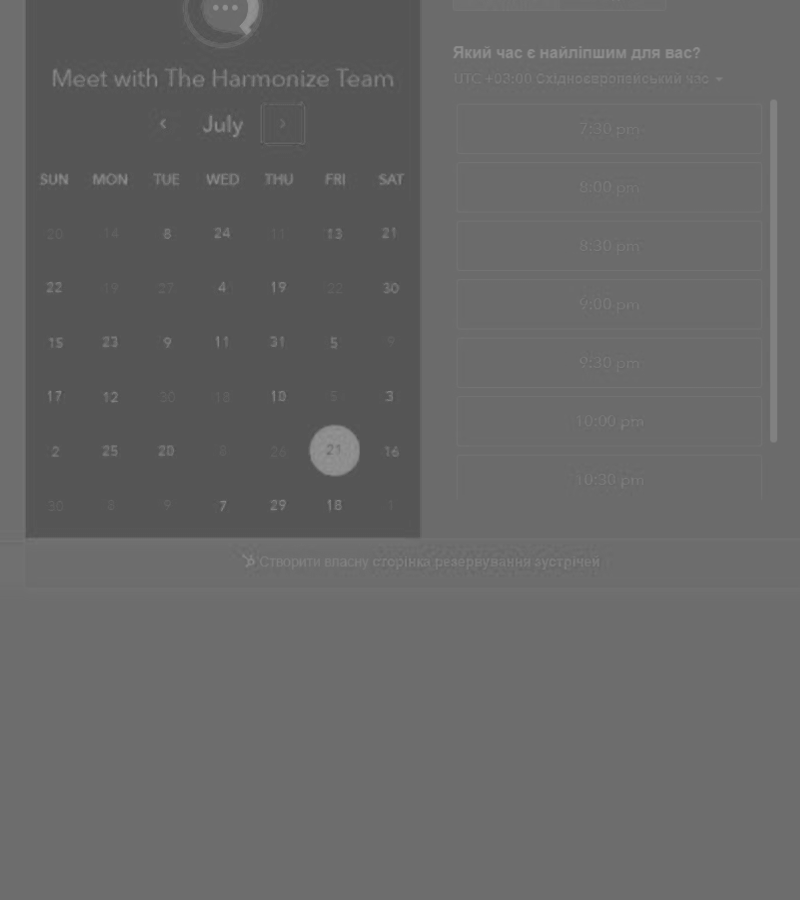 Meet with The Harmonize Team
July
SUN MON TUE WED THU FRI SAT
20 14 8 24 11 13 21
22 19 27 4 19 22 30
15 23 9 11 31 5 9
17 12 30 18 10 5 3
2 25 20 8 26 21 16
30 8 9 7 29 18 1
Який час є найліпшим для вас?
UTC +03:00 Східноєвропейський час
7:30 pm
8:00 pm
8:30 pm
9:00 pm
9:30 pm
10:00 pm
10:30 pm
Створити власну сторінка резервування зустрічей